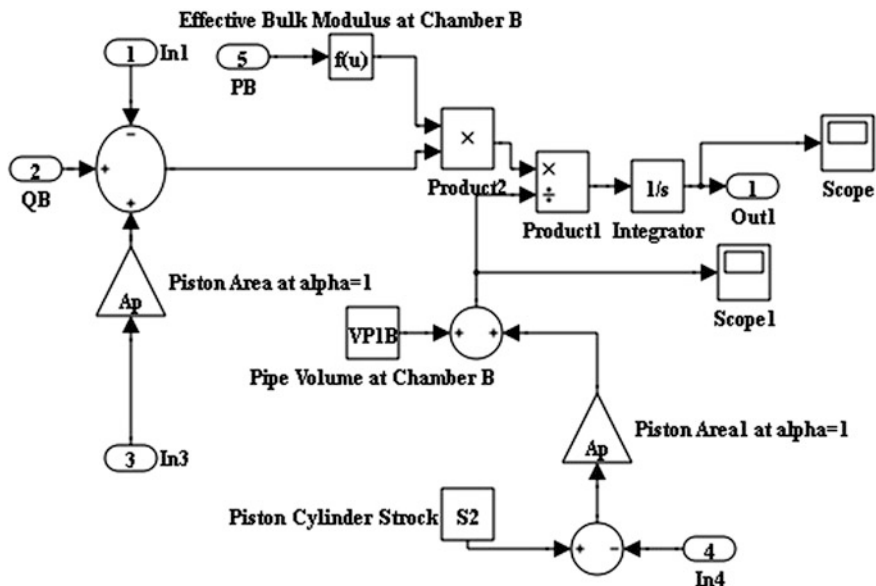 Effective Bulk Modulus at Chamber B
1
In1
5
PB
f(u)
−
+
+
2
QB
×
Product2
×
÷
Product1
1/s
Integrator
1
Out1
Scope
Ap
Piston Area at alpha=1
Scope1
VP1B
+
+
Pipe Volume at Chamber B
Ap
Piston Area1 at alpha=1
3
In3
Piston Cylinder Strock
S2
+
−
4
In4